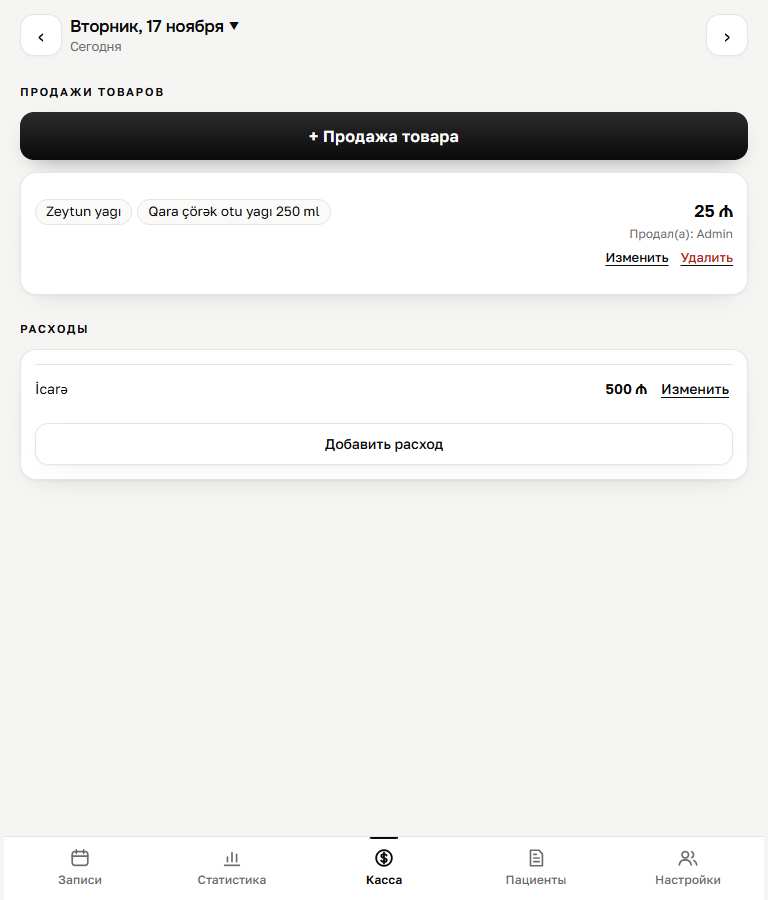 ‹
Вторник, 17 ноября ▼
Сегодня
›
ПРОДАЖИ ТОВАРОВ
+ Продажа товара
Zeytun yagı Qara çörək otu yagı 250 ml 25 ₼
Продал(а): Admin
Изменить Удалить
РАСХОДЫ
İcarə 500 ₼ Изменить
Добавить расход
Записи Статистика Касса Пациенты Настройки